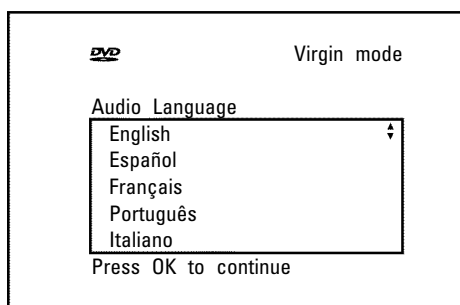 DVD Virgin mode
Audio Language
English
Español
Français
Português
Italiano
Press OK to continue